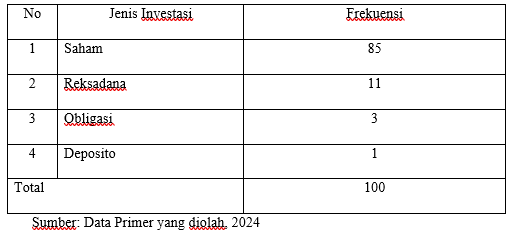 No Jenis Investasi Frekuensi
1 Saham 85
2 Reksadana 11
3 Obligasi 3
4 Deposito 1
Total 100
Sumber: Data Primer yang diolah, 2024